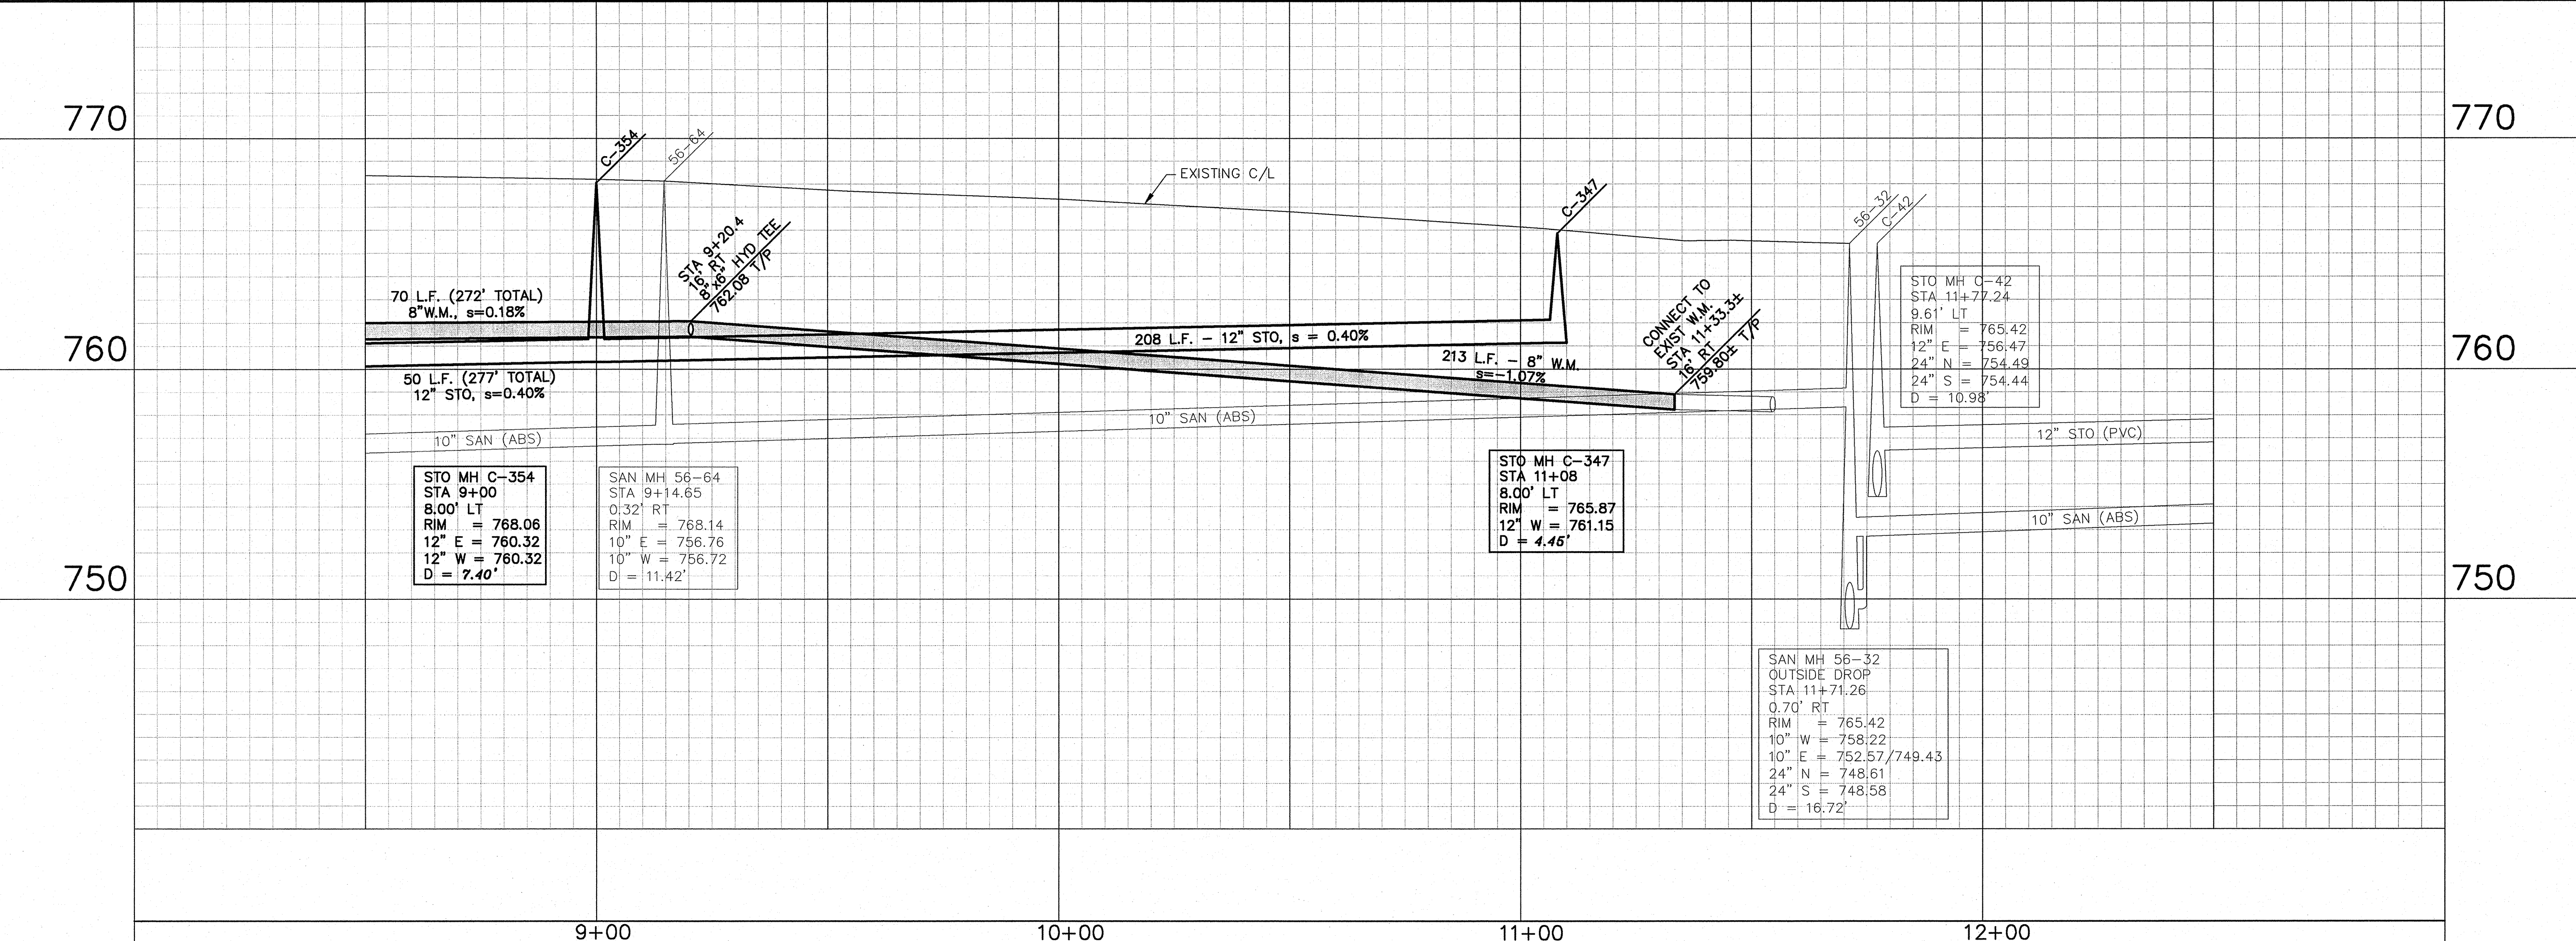 770
770
760
760
750
750
C-354
56-64
EXISTING C/L
C-347
56-32
C-42
STA 9+20.4
16' RT
8"x6" HYD TEE
762.08 T/P
70 L.F. (272' TOTAL)
8"W.M., s=0.18%
50 L.F. (277' TOTAL)
12" STO, s=0.40%
208 L.F. - 12" STO, s = 0.40%
213 L.F. - 8" W.M.
s=-1.07%
CONNECT TO
EXIST W.M.
STA 11+33.3±
16' RT
759.80± T/P
10" SAN (ABS)
10" SAN (ABS)
12" STO (PVC)
10" SAN (ABS)
STO MH C-42
STA 11+77.24
9.61' LT
RIM = 765.42
12" E = 756.47
24" N = 754.49
24" S = 754.44
D = 10.98'
STO MH C-354
STA 9+00
8.00' LT
RIM = 768.06
12" E = 760.32
12" W = 760.32
D = 7.40'
SAN MH 56-64
STA 9+14.65
0.32' RT
RIM = 768.14
10" E = 756.76
10" W = 756.72
D = 11.42'
STO MH C-347
STA 11+08
8.00' LT
RIM = 765.87
12" W = 761.15
D = 4.45'
SAN MH 56-32
OUTSIDE DROP
STA 11+71.26
0.70' RT
RIM = 765.42
10" W = 758.22
10" E = 752.57/749.43
24" N = 748.61
24" S = 748.58
D = 16.72'
9+00
10+00
11+00
12+00